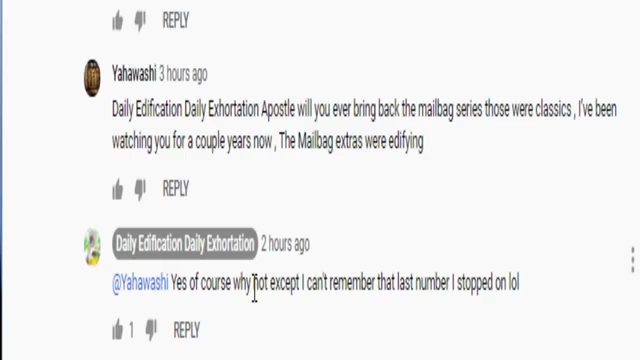 REPLY
Yahawashi 3 hours ago
Daily Edification Daily Exhortation Apostle will you ever bring back the mailbag series those were classics , I've been
watching you for a couple years now , The Mailbag extras were edifying
REPLY
Daily Edification Daily Exhortation 2 hours ago
@Yahawashi Yes of course why not except I can't remember that last number I stopped on lol
1 REPLY